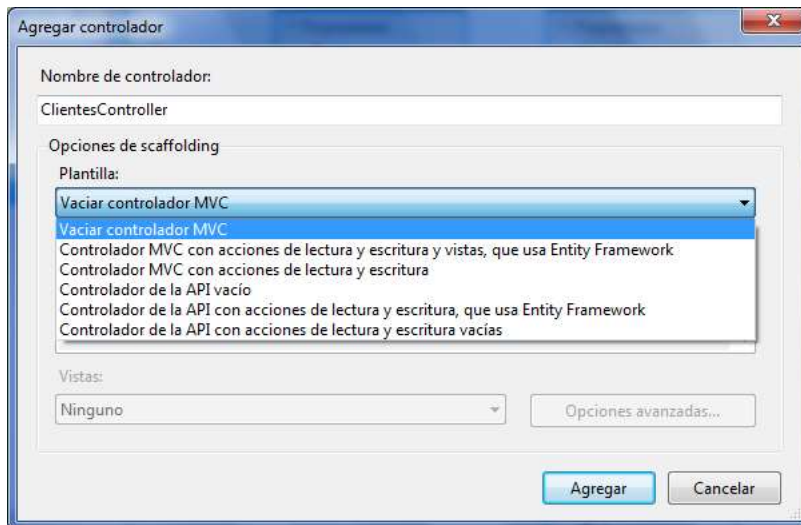 Agregar controlador
Nombre de controlador:
ClientesController
Opciones de scaffolding
Plantilla:
Vaciar controlador MVC
Vaciar controlador MVC
Controlador MVC con acciones de lectura y escritura y vistas, que usa Entity Framework
Controlador MVC con acciones de lectura y escritura
Controlador de la API vacío
Controlador de la API con acciones de lectura y escritura, que usa Entity Framework
Controlador de la API con acciones de lectura y escritura vacías
Vistas:
Ninguno
Opciones avanzadas...
Agregar
Cancelar